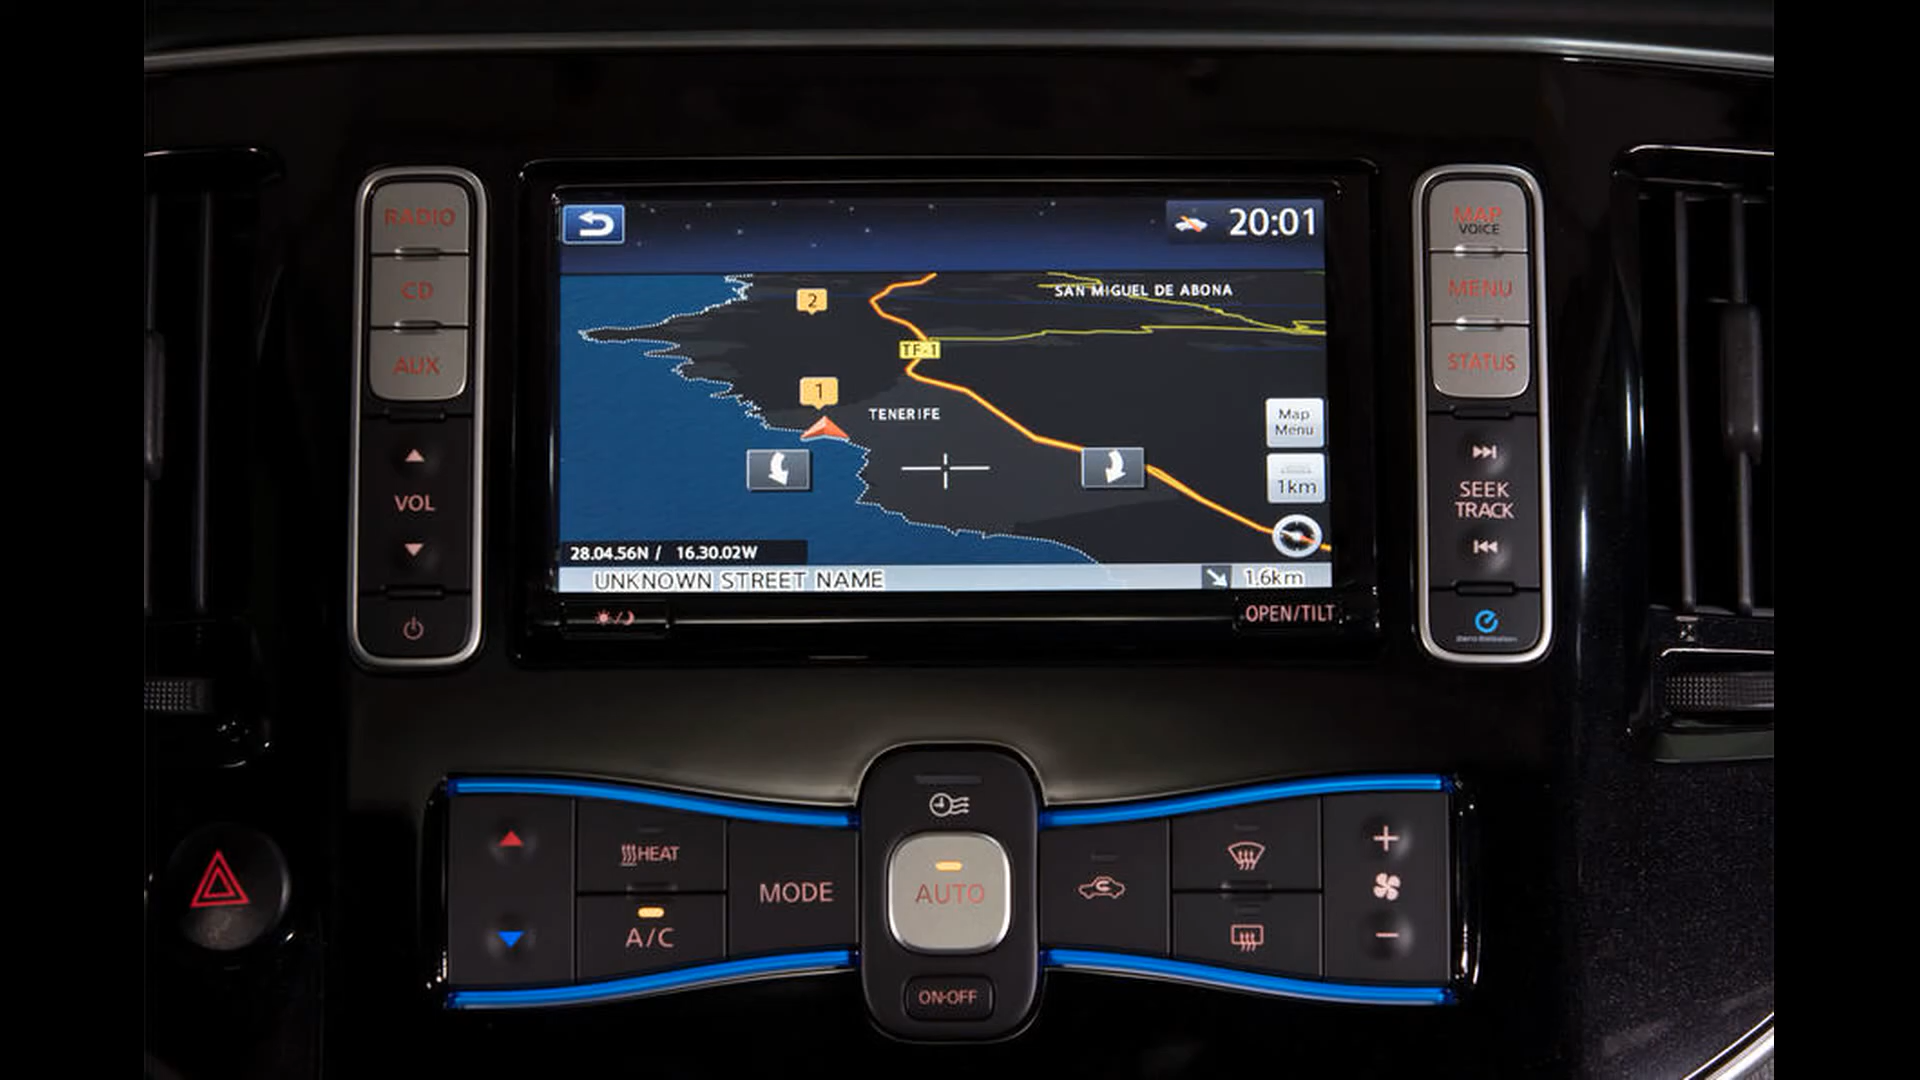 RADIO
CD
AUX
VOL
20:01
2
SAN MIGUEL DE ABONA
TF-1
1
TENERIFE
Map
Menu
1km
28.04.56N / 16.30.02W
UNKNOWN STREET NAME
1.6km
OPEN/TILT
MAP
VOICE
MENU
STATUS
SEEK
TRACK
zero emission
HEAT
A/C
MODE
AUTO
ON·OFF